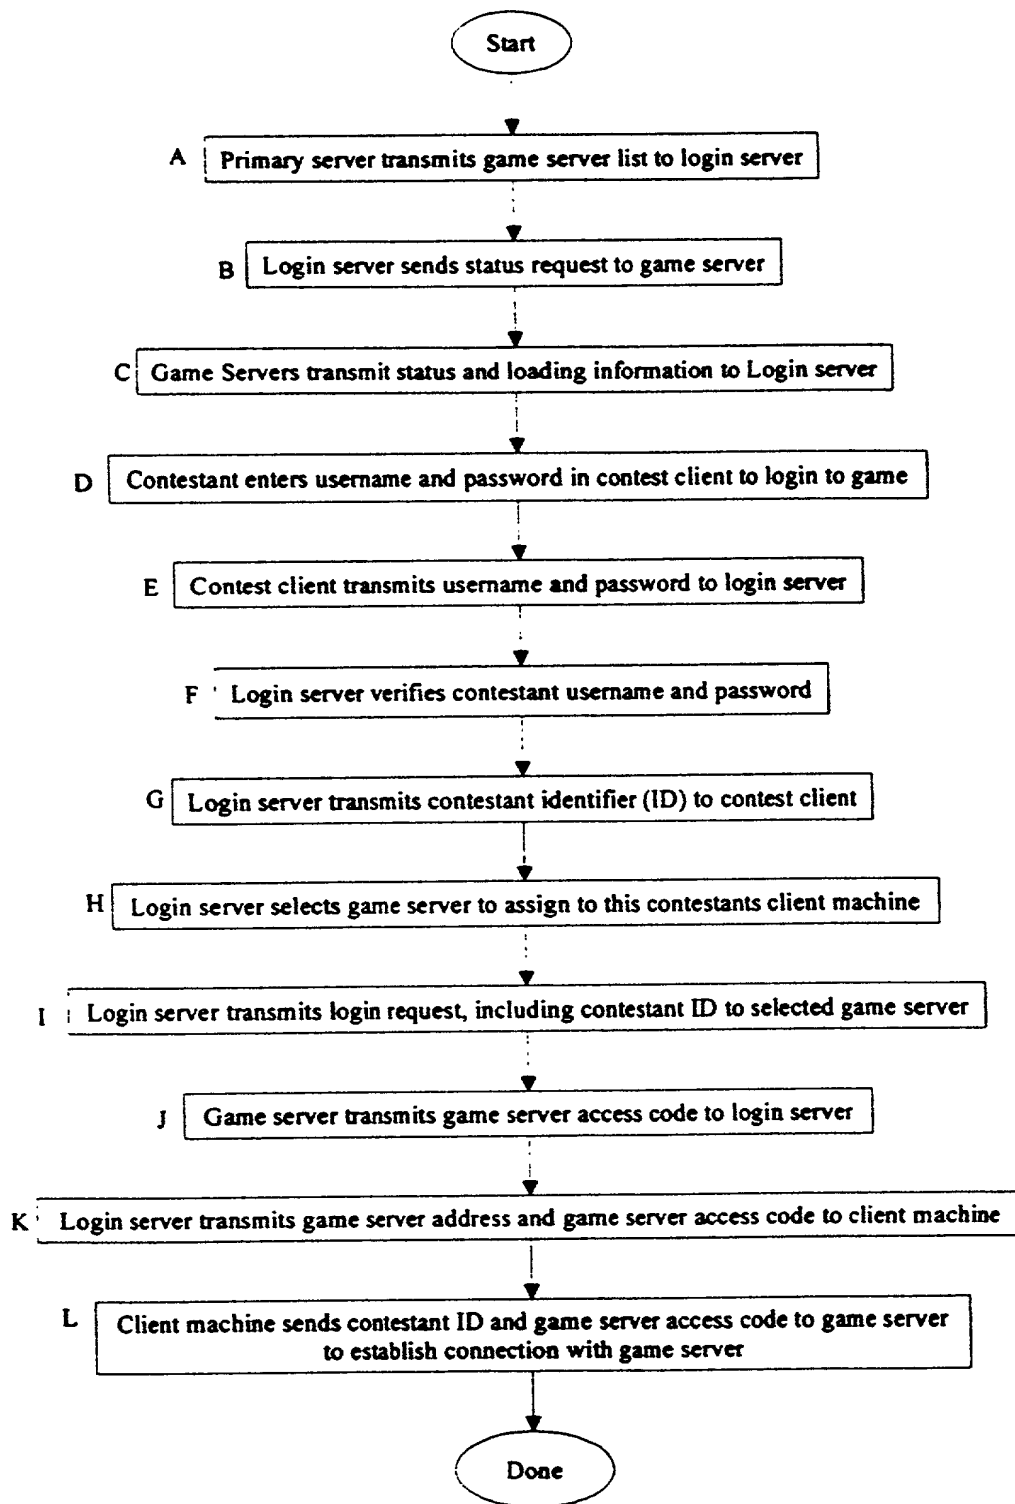 Start
A Primary server transmits game server list to login server
B Login server sends status request to game server
C Game Servers transmit status and loading information to Login server
D Contestant enters username and password in contest client to login to game
E Contest client transmits username and password to login server
F Login server verifies contestant username and password
G Login server transmits contestant identifier (ID) to contest client
H Login server selects game server to assign to this contestants client machine
I Login server transmits login request, including contestant ID to selected game server
J Game server transmits game server access code to login server
K Login server transmits game server address and game server access code to client machine
L Client machine sends contestant ID and game server access code to game server
to establish connection with game server
Done